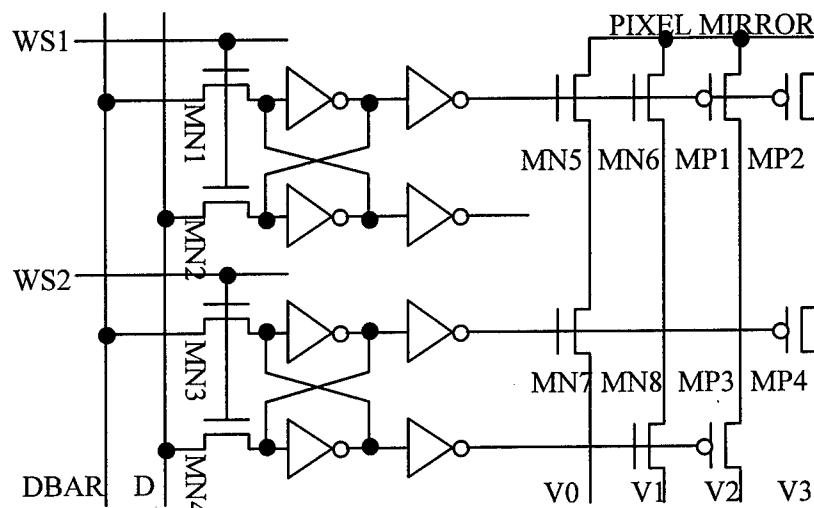 PIXEL MIRROR
WS1
MN1
MN5 MN6 MP1 MP2
MN2
WS2
MN3
MN7 MN8 MP3 MP4
MN4
DBAR D V0 V1 V2 V3